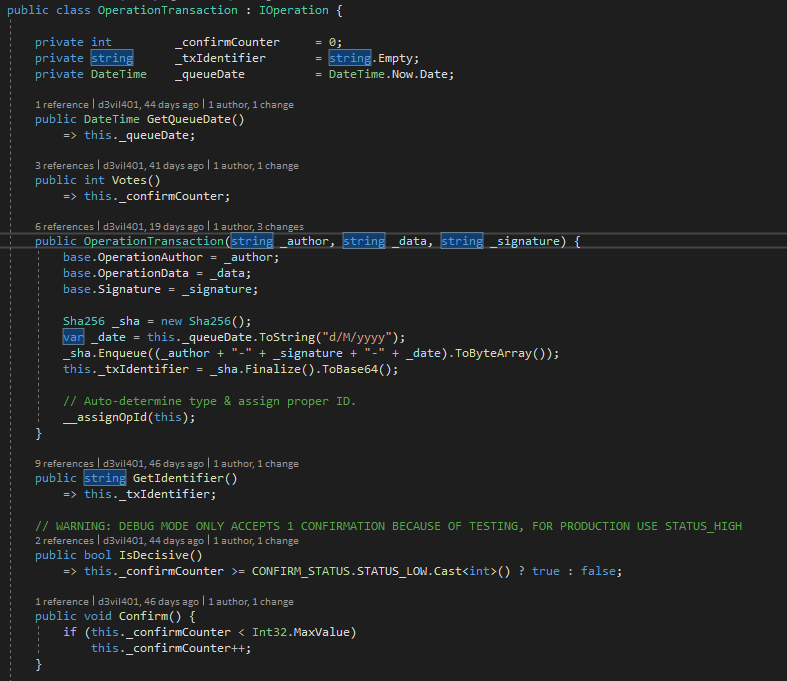 public class OperationTransaction : IOperation {
private int _confirmCounter = 0;
private string _txIdentifier = string.Empty;
private DateTime _queueDate = DateTime.Now.Date;
1 reference | d3vil401, 44 days ago | 1 author, 1 change
public DateTime GetQueueDate()
=> this._queueDate;
3 references | d3vil401, 41 days ago | 1 author, 1 change
public int Votes()
=> this._confirmCounter;
6 references | d3vil401, 19 days ago | 1 author, 3 changes
public OperationTransaction(string _author, string _data, string _signature) {
base.OperationAuthor = _author;
base.OperationData = _data;
base.Signature = _signature;
Sha256 _sha = new Sha256();
var _date = this._queueDate.ToString("d/M/yyyy");
_sha.Enqueue((_author + "-" + _signature + "-" + _date).ToByteArray());
this._txIdentifier = _sha.Finalize().ToBase64();
// Auto-determine type & assign proper ID.
__assignOpId(this);
}
9 references | d3vil401, 46 days ago | 1 author, 1 change
public string GetIdentifier()
=> this._txIdentifier;
// WARNING: DEBUG MODE ONLY ACCEPTS 1 CONFIRMATION BECAUSE OF TESTING, FOR PRODUCTION USE STATUS_HIGH
2 references | d3vil401, 44 days ago | 1 author, 1 change
public bool IsDecisive()
=> this._confirmCounter >= CONFIRM_STATUS.STATUS_LOW.Cast<int>() ? true : false;
1 reference | d3vil401, 46 days ago | 1 author, 1 change
public void Confirm() {
if (this._confirmCounter < Int32.MaxValue)
this._confirmCounter++;
}